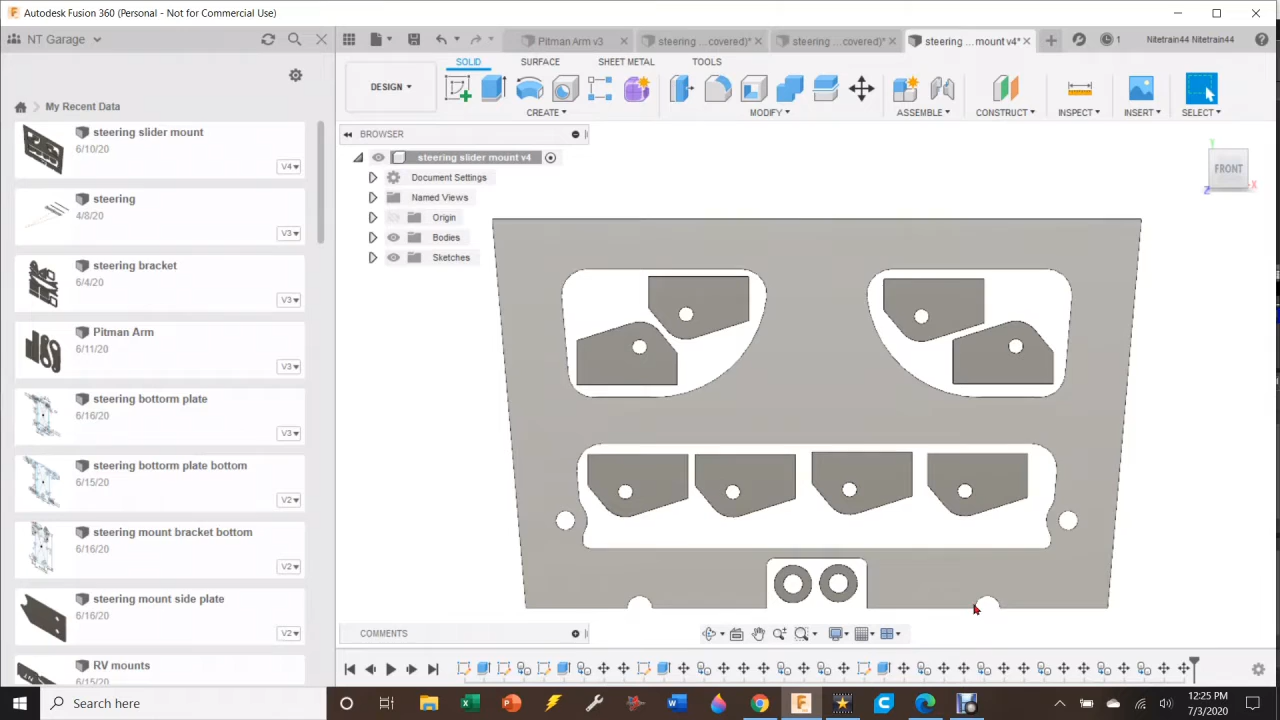 Autodesk Fusion 360 (Personal - Not for Commercial Use)
NT Garage
Pitman Arm v3
steering ...covered)*
steering ...covered)*
steering ... mount v4*
1
Nitetrain44 Nitetrain44
SOLID
SURFACE
SHEET METAL
TOOLS
DESIGN
CREATE
MODIFY
ASSEMBLE
CONSTRUCT
INSPECT
INSERT
SELECT
My Recent Data
steering slider mount
6/10/20
V4
steering
4/8/20
V3
steering bracket
6/4/20
V3
Pitman Arm
6/11/20
V3
steering bottorm plate
6/16/20
V3
steering bottorm plate bottom
6/15/20
V2
steering mount bracket bottom
6/16/20
V2
steering mount side plate
6/16/20
V2
RV mounts
6/15/20
BROWSER
steering slider mount v4
Document Settings
Named Views
Origin
Bodies
Sketches
FRONT
Y
X
Z
COMMENTS
Search here
12:25 PM
7/3/2020